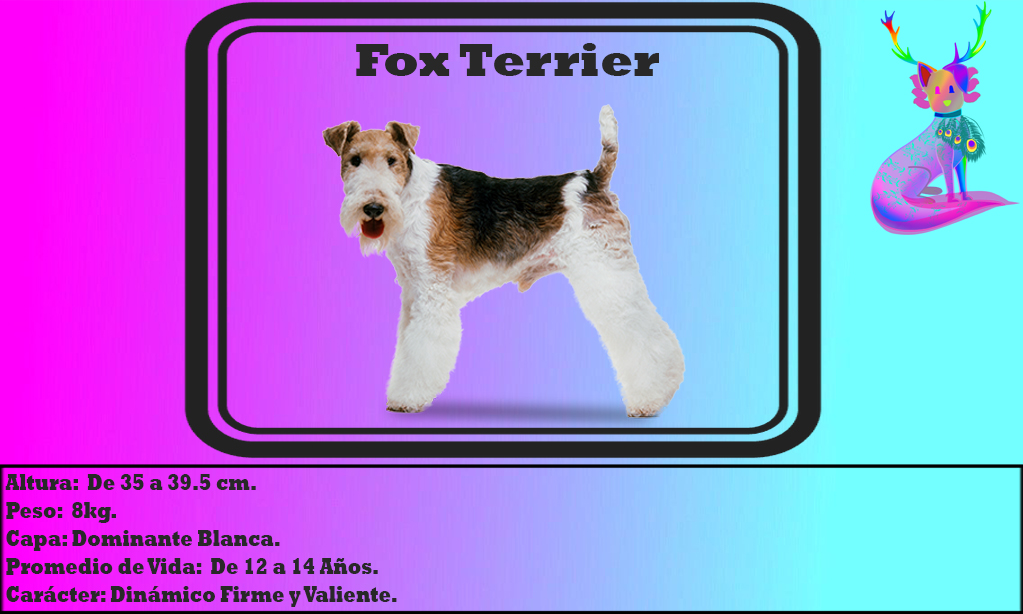 Fox Terrier
Altura: De 35 a 39.5 cm.
Peso: 8kg.
Capa: Dominante Blanca.
Promedio de Vida: De 12 a 14 Años.
Carácter: Dinámico Firme y Valiente.